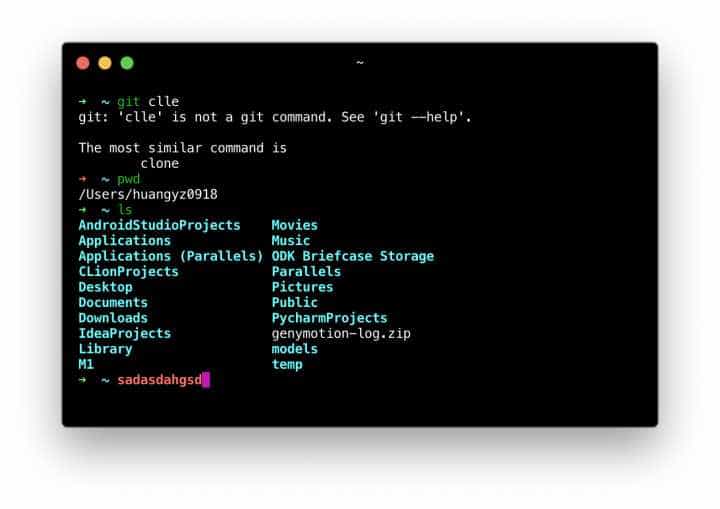 ~
➜  ~ git clle
git: 'clle' is not a git command. See 'git --help'.
The most similar command is
        clone
➜  ~ pwd
/Users/huangyz0918
➜  ~ ls
AndroidStudioProjects    Movies
Applications             Music
Applications (Parallels) ODK Briefcase Storage
CLionProjects            Parallels
Desktop                  Pictures
Documents                Public
Downloads                PycharmProjects
IdeaProjects             genymotion-log.zip
Library                  models
M1                       temp
➜  ~ sadasdahgsd